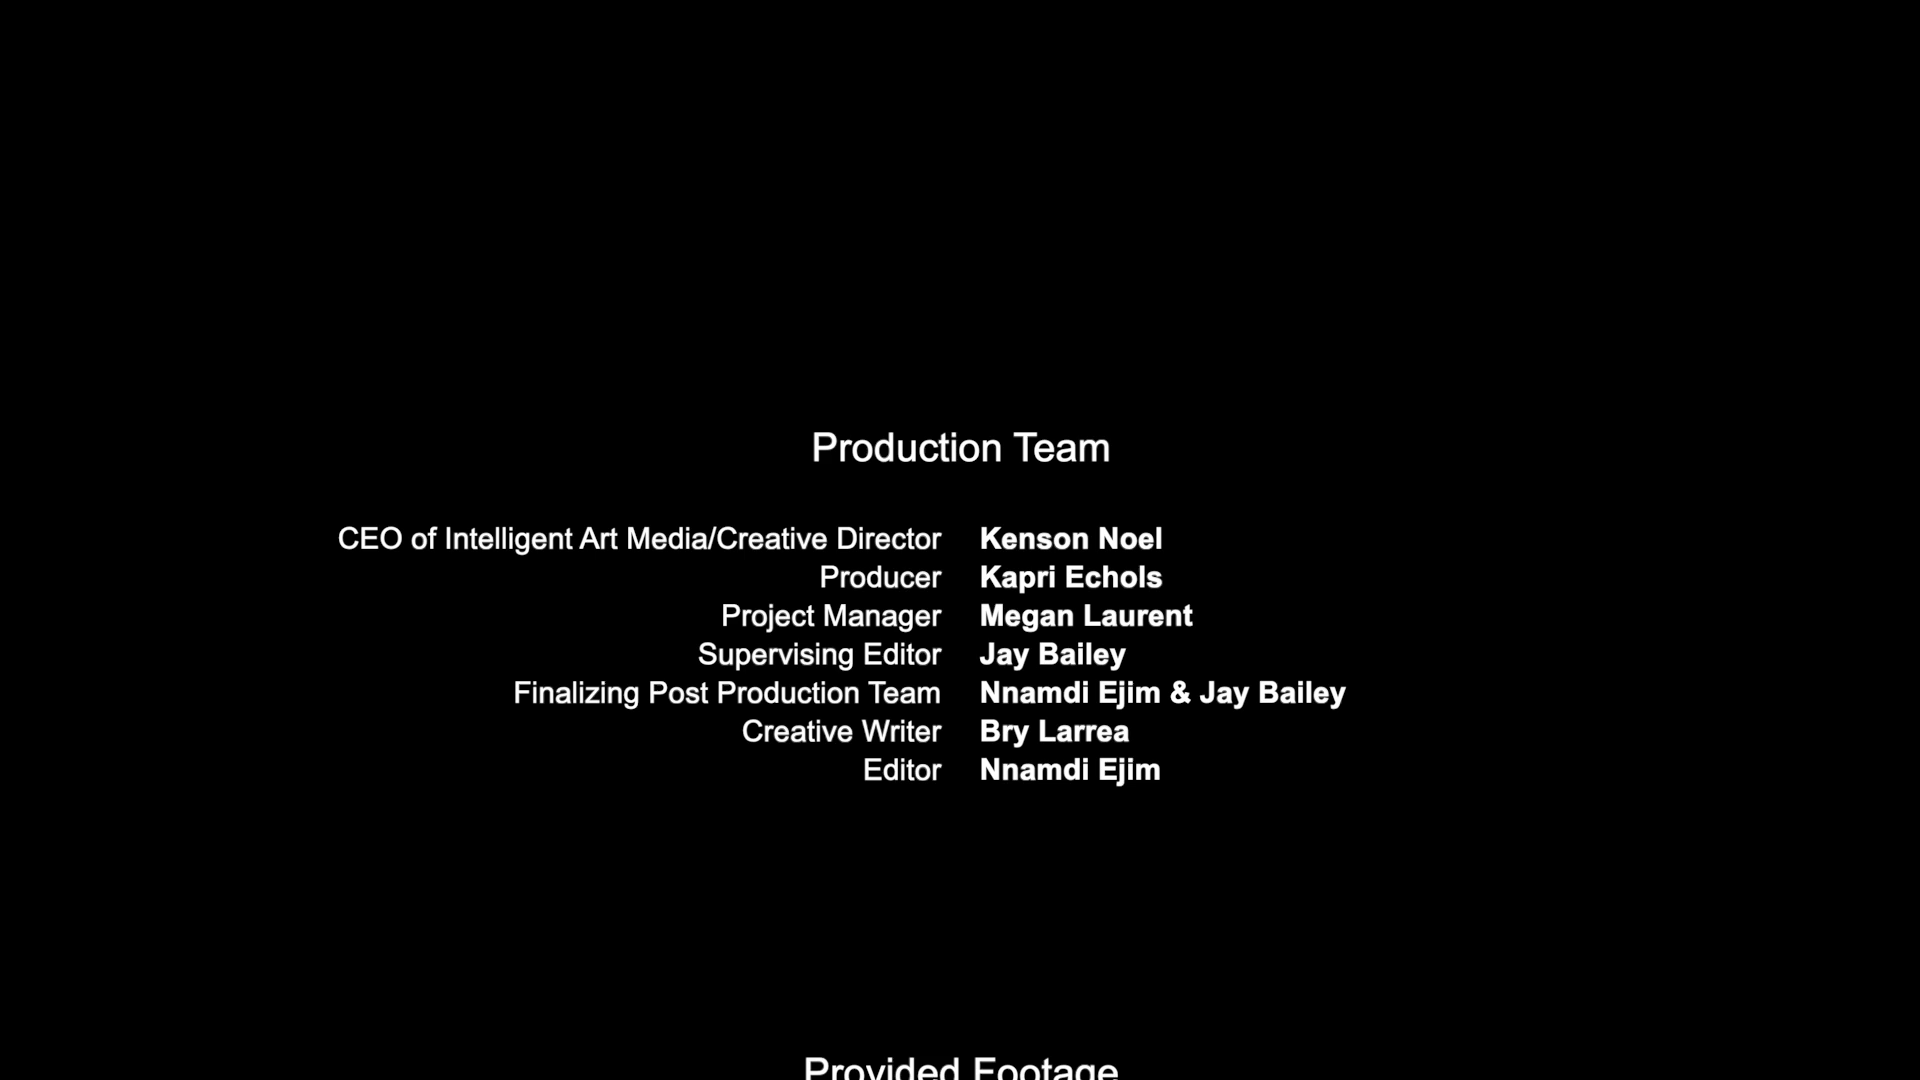 Production Team
CEO of Intelligent Art Media/Creative Director Kenson Noel
Producer Kapri Echols
Project Manager Megan Laurent
Supervising Editor Jay Bailey
Finalizing Post Production Team Nnamdi Ejim & Jay Bailey
Creative Writer Bry Larrea
Editor Nnamdi Ejim
Provided Footage